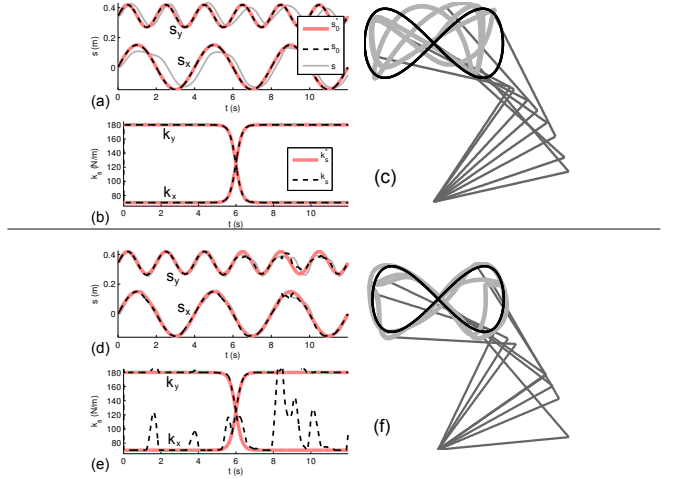 0.4
0.2
0
s (m)
s_y
s_x
s_0^*
s_0
s
0 2 4 6 8 10
t (s)
(a)
180
160
140
120
100
80
k_s (N/m)
k_y
k_x
k_s^*
k_s
0 2 4 6 8 10
t (s)
(b)
(c)
0.4
0.2
0
s (m)
s_y
s_x
0 2 4 6 8 10
t (s)
(d)
180
160
140
120
100
80
k_s (N/m)
k_y
k_x
0 2 4 6 8 10
t (s)
(e)
(f)